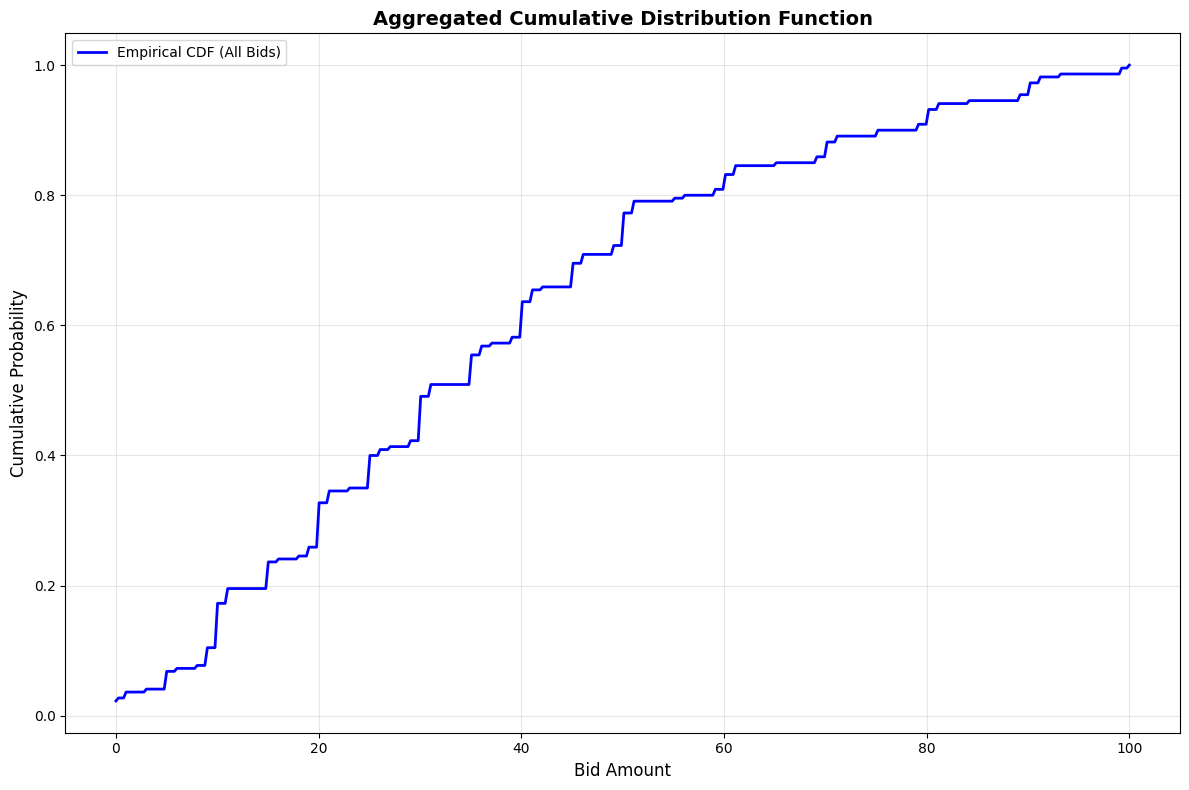 Aggregated Cumulative Distribution Function
Empirical CDF (All Bids)
1.0
0.8
0.6
0.4
0.2
0.0
Cumulative Probability
0 20 40 60 80 100
Bid Amount